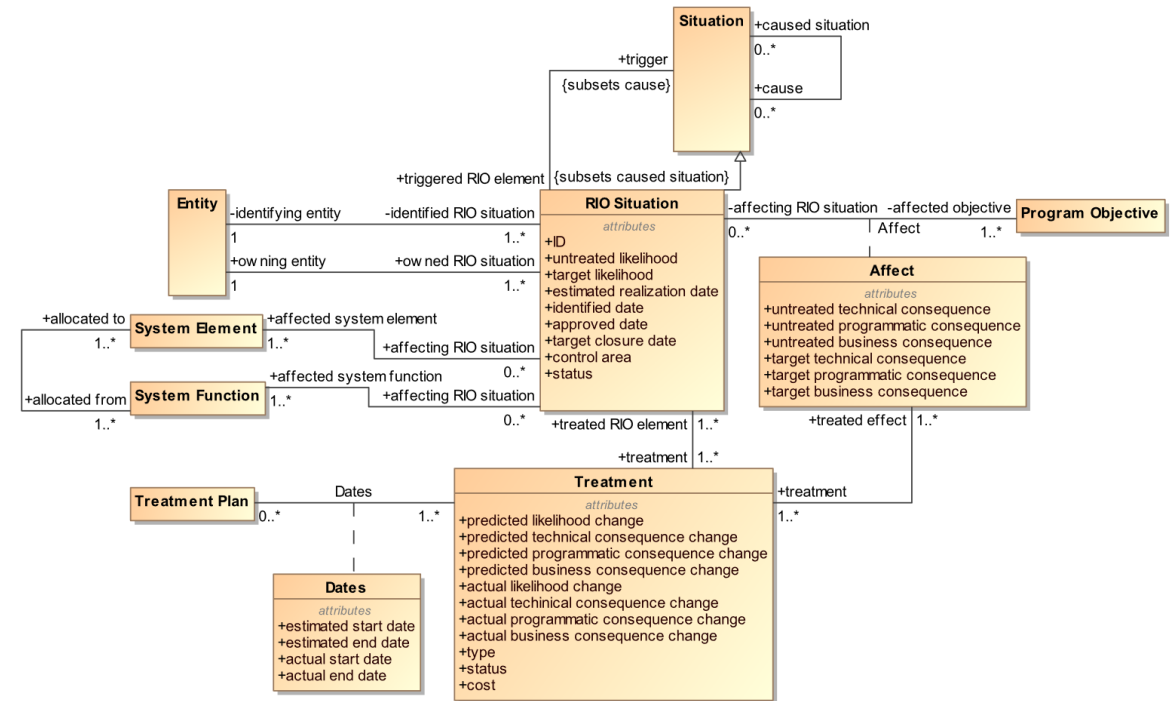 Situation
+caused situation
0..*
+cause
0..*
+trigger
{subsets cause}
+triggered RIO element
{subsets caused situation}
Entity
-identifying entity
1
-identified RIO situation
1..*
+owning entity
1
+owned RIO situation
1..*
RIO Situation
attributes
+ID
+untreated likelihood
+target likelihood
+estimated realization date
+identified date
+approved date
+target closure date
+control area
+status
-affecting RIO situation
0..*
-affected objective
1..*
Affect
Program Objective
Affect
attributes
+untreated technical consequence
+untreated programmatic consequence
+untreated business consequence
+target technical consequence
+target programmatic consequence
+target business consequence
+allocated to
1..*
System Element
+affected system element
1..*
+affecting RIO situation
0..*
+allocated from
1..*
System Function
+affected system function
1..*
+affecting RIO situation
0..*
+treated RIO element
1..*
+treatment
1..*
+treated effect
1..*
+treatment
1..*
Treatment Plan
0..*
Dates
1..*
Treatment
attributes
+predicted likelihood change
+predicted technical consequence change
+predicted programmatic consequence change
+predicted business consequence change
+actual likelihood change
+actual techinical consequence change
+actual programmatic consequence change
+actual business consequence change
+type
+status
+cost
Dates
attributes
+estimated start date
+estimated end date
+actual start date
+actual end date